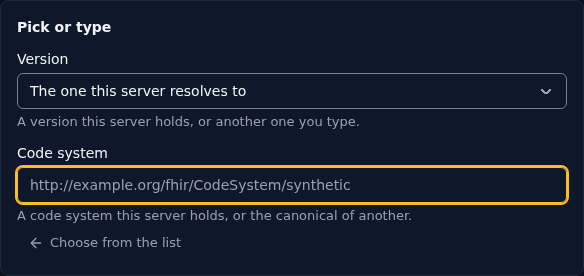 Pick or type
Version
The one this server resolves to
A version this server holds, or another one you type.
Code system
http://example.org/fhir/CodeSystem/synthetic
A code system this server holds, or the canonical of another.
Choose from the list